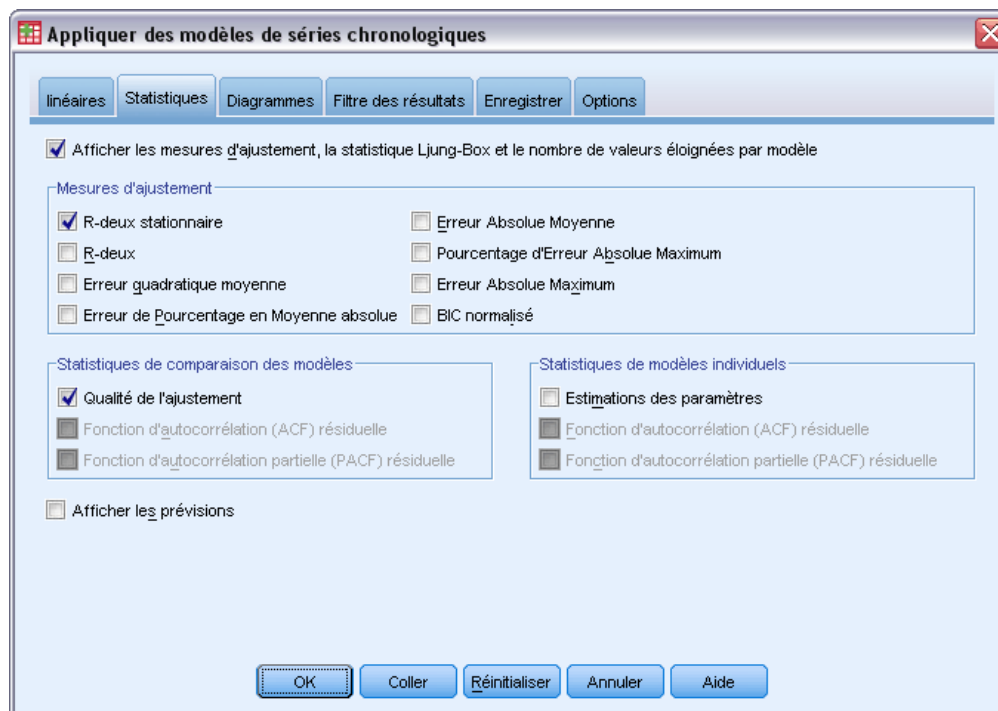 Appliquer des modèles de séries chronologiques
linéaires Statistiques Diagrammes Filtre des résultats Enregistrer Options
Afficher les mesures d'ajustement, la statistique Ljung-Box et le nombre de valeurs éloignées par modèle
Mesures d'ajustement
R-deux stationnaire Erreur Absolue Moyenne
R-deux Pourcentage d'Erreur Absolue Maximum
Erreur quadratique moyenne Erreur Absolue Maximum
Erreur de Pourcentage en Moyenne absolue BIC normalisé
Statistiques de comparaison des modèles
Qualité de l'ajustement
Fonction d'autocorrélation (ACF) résiduelle
Fonction d'autocorrélation partielle (PACF) résiduelle
Statistiques de modèles individuels
Estimations des paramètres
Fonction d'autocorrélation (ACF) résiduelle
Fonction d'autocorrélation partielle (PACF) résiduelle
Afficher les prévisions
OK Coller Réinitialiser Annuler Aide